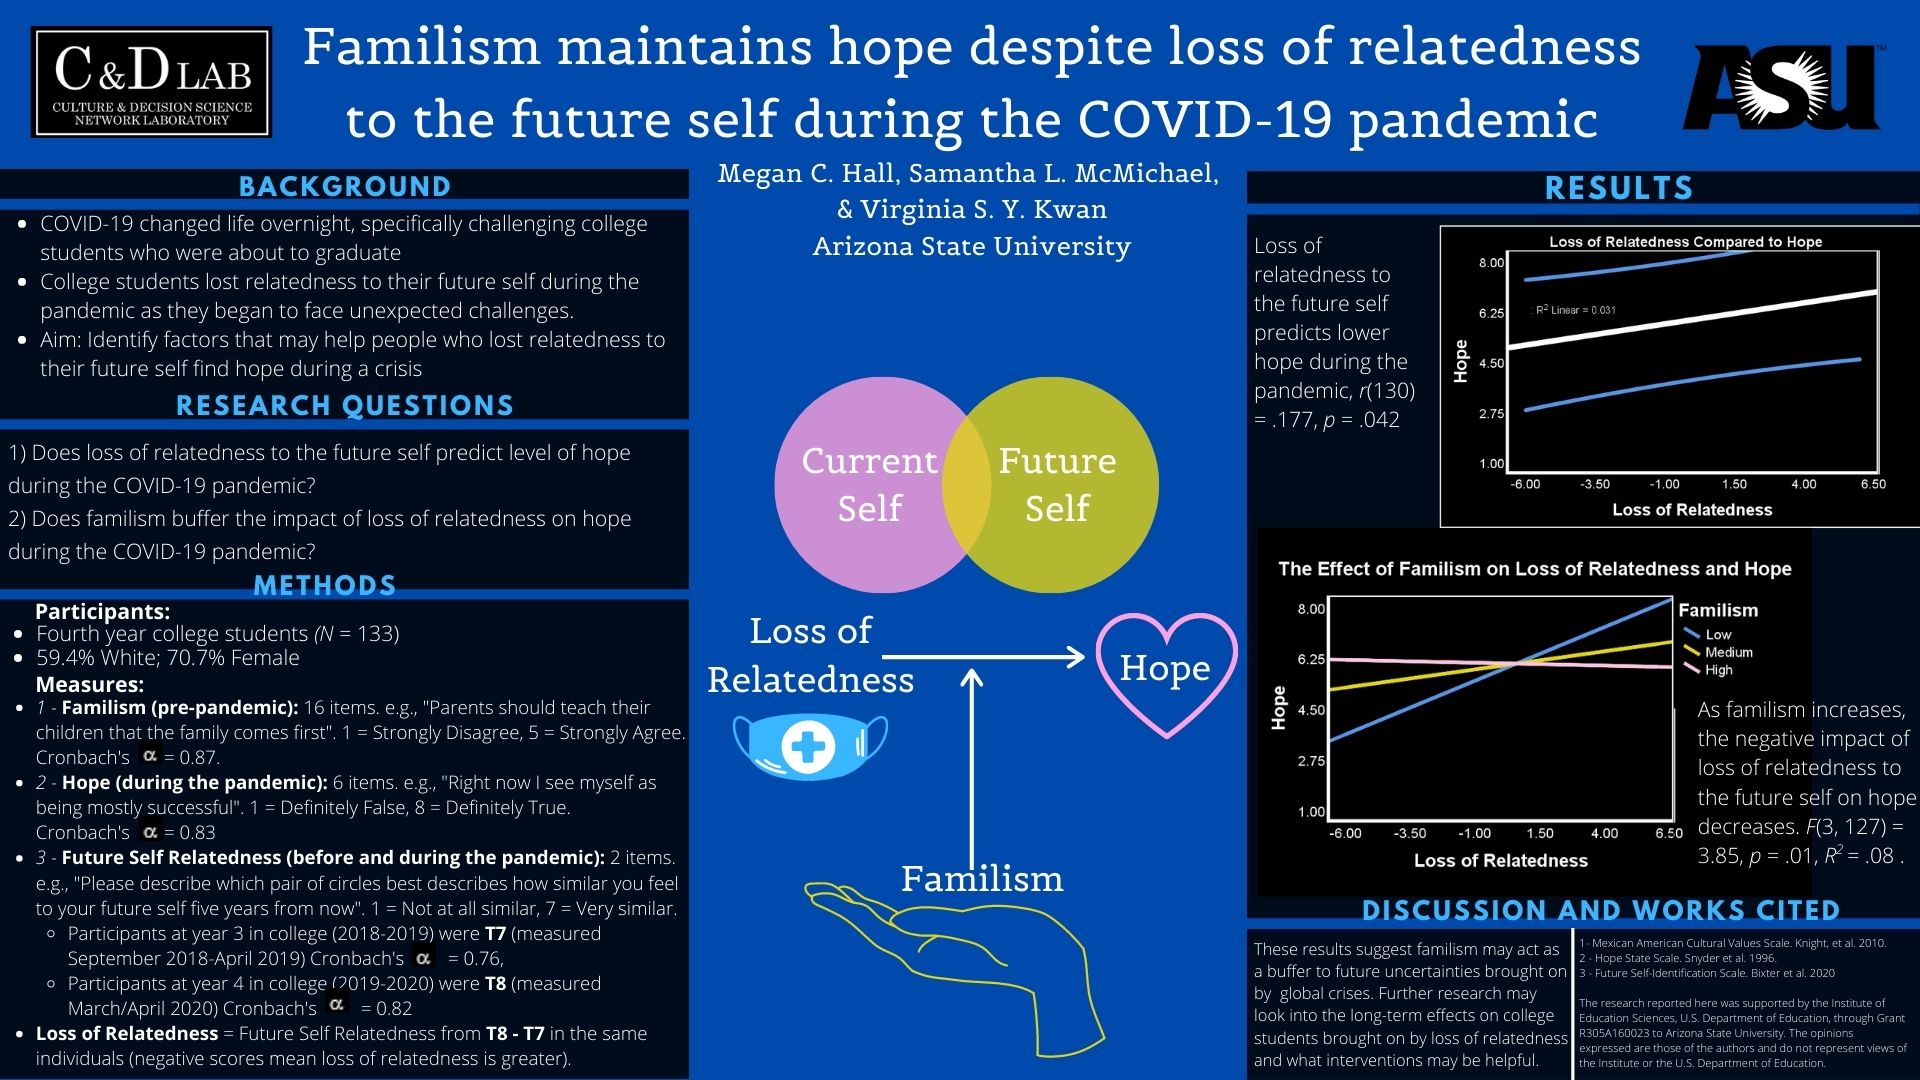 C & D LAB
CULTURE & DECISION SCIENCE
NETWORK LABORATORY
Familism maintains hope despite loss of relatedness
to the future self during the COVID-19 pandemic
ASU™
Megan C. Hall, Samantha L. McMichael,
& Virginia S. Y. Kwan
Arizona State University
BACKGROUND
• COVID-19 changed life overnight, specifically challenging college
students who were about to graduate
• College students lost relatedness to their future self during the
pandemic as they began to face unexpected challenges.
• Aim: Identify factors that may help people who lost relatedness to
their future self find hope during a crisis
RESEARCH QUESTIONS
1) Does loss of relatedness to the future self predict level of hope
during the COVID-19 pandemic?
2) Does familism buffer the impact of loss of relatedness on hope
during the COVID-19 pandemic?
METHODS
Participants:
• Fourth year college students (N = 133)
• 59.4% White; 70.7% Female
Measures:
• 1 - Familism (pre-pandemic): 16 items. e.g., "Parents should teach their
children that the family comes first". 1 = Strongly Disagree, 5 = Strongly Agree.
Cronbach's α = 0.87.
• 2 - Hope (during the pandemic): 6 items. e.g., "Right now I see myself as
being mostly successful". 1 = Definitely False, 8 = Definitely True.
Cronbach's α = 0.83
• 3 - Future Self Relatedness (before and during the pandemic): 2 items.
e.g., "Please describe which pair of circles best describes how similar you feel
to your future self five years from now". 1 = Not at all similar, 7 = Very similar.
◦ Participants at year 3 in college (2018-2019) were T7 (measured
September 2018-April 2019) Cronbach's α = 0.76,
◦ Participants at year 4 in college (2019-2020) were T8 (measured
March/April 2020) Cronbach's α = 0.82
• Loss of Relatedness = Future Self Relatedness from T8 - T7 in the same
individuals (negative scores mean loss of relatedness is greater).
Current
Self
Future
Self
Loss of
Relatedness
Hope
Familism
RESULTS
Loss of
relatedness to
the future self
predicts lower
hope during the
pandemic, r(130)
= .177, p = .042
Loss of Relatedness Compared to Hope
8.00
6.25
4.50
2.75
1.00
Hope
: R² Linear = 0.031
-6.00 -3.50 -1.00 1.50 4.00 6.50
Loss of Relatedness
The Effect of Familism on Loss of Relatedness and Hope
8.00
6.25
4.50
2.75
1.00
Hope
-6.00 -3.50 -1.00 1.50 4.00 6.50
Loss of Relatedness
Familism
Low
Medium
High
As familism increases,
the negative impact of
loss of relatedness to
the future self on hope
decreases. F(3, 127) =
3.85, p = .01, R² = .08 .
DISCUSSION AND WORKS CITED
These results suggest familism may act as
a buffer to future uncertainties brought on
by global crises. Further research may
look into the long-term effects on college
students brought on by loss of relatedness
and what interventions may be helpful.
1- Mexican American Cultural Values Scale. Knight, et al. 2010.
2 - Hope State Scale. Snyder et al. 1996.
3 - Future Self-Identification Scale. Bixter et al. 2020
The research reported here was supported by the Institute of
Education Sciences, U.S. Department of Education, through Grant
R305A160023 to Arizona State University. The opinions
expressed are those of the authors and do not represent views of
the Institute or the U.S. Department of Education.